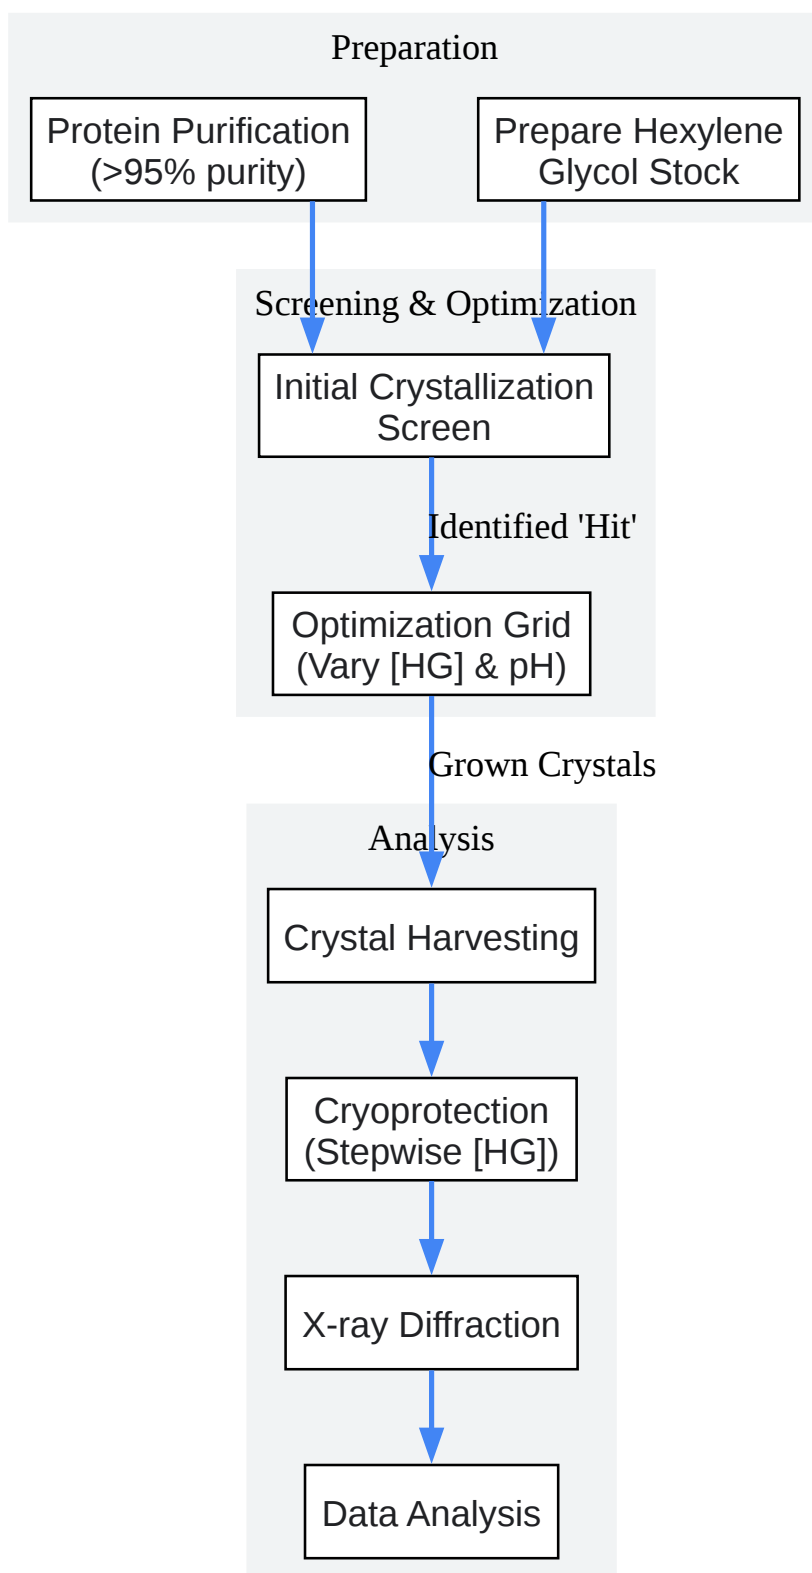 Preparation
Protein Purification
(>95% purity)
Prepare Hexylene
Glycol Stock
Screening & Optimization
Initial Crystallization
Screen
Identified 'Hit'
Optimization Grid
(Vary [HG] & pH)
Grown Crystals
Analysis
Crystal Harvesting
Cryoprotection
(Stepwise [HG])
X-ray Diffraction
Data Analysis